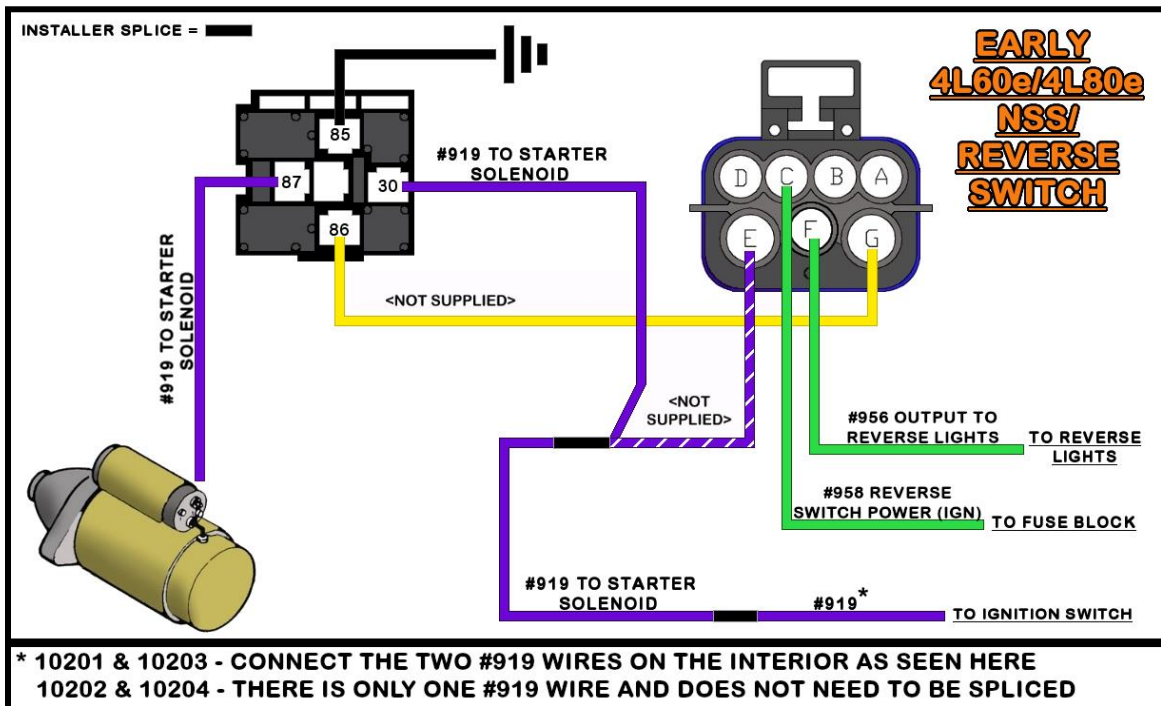 INSTALLER SPLICE =
EARLY
4L60e/4L80e
NSS/
REVERSE
SWITCH
85
87
30
86
#919 TO STARTER
SOLENOID
D
C
B
A
E
F
G
#919 TO STARTER
SOLENOID
<NOT SUPPLIED>
<NOT
SUPPLIED>
#956 OUTPUT TO
REVERSE LIGHTS
TO REVERSE
LIGHTS
#958 REVERSE
SWITCH POWER (IGN)
TO FUSE BLOCK
#919 TO STARTER
SOLENOID
#919*
TO IGNITION SWITCH
* 10201 & 10203 - CONNECT THE TWO #919 WIRES ON THE INTERIOR AS SEEN HERE
10202 & 10204 - THERE IS ONLY ONE #919 WIRE AND DOES NOT NEED TO BE SPLICED